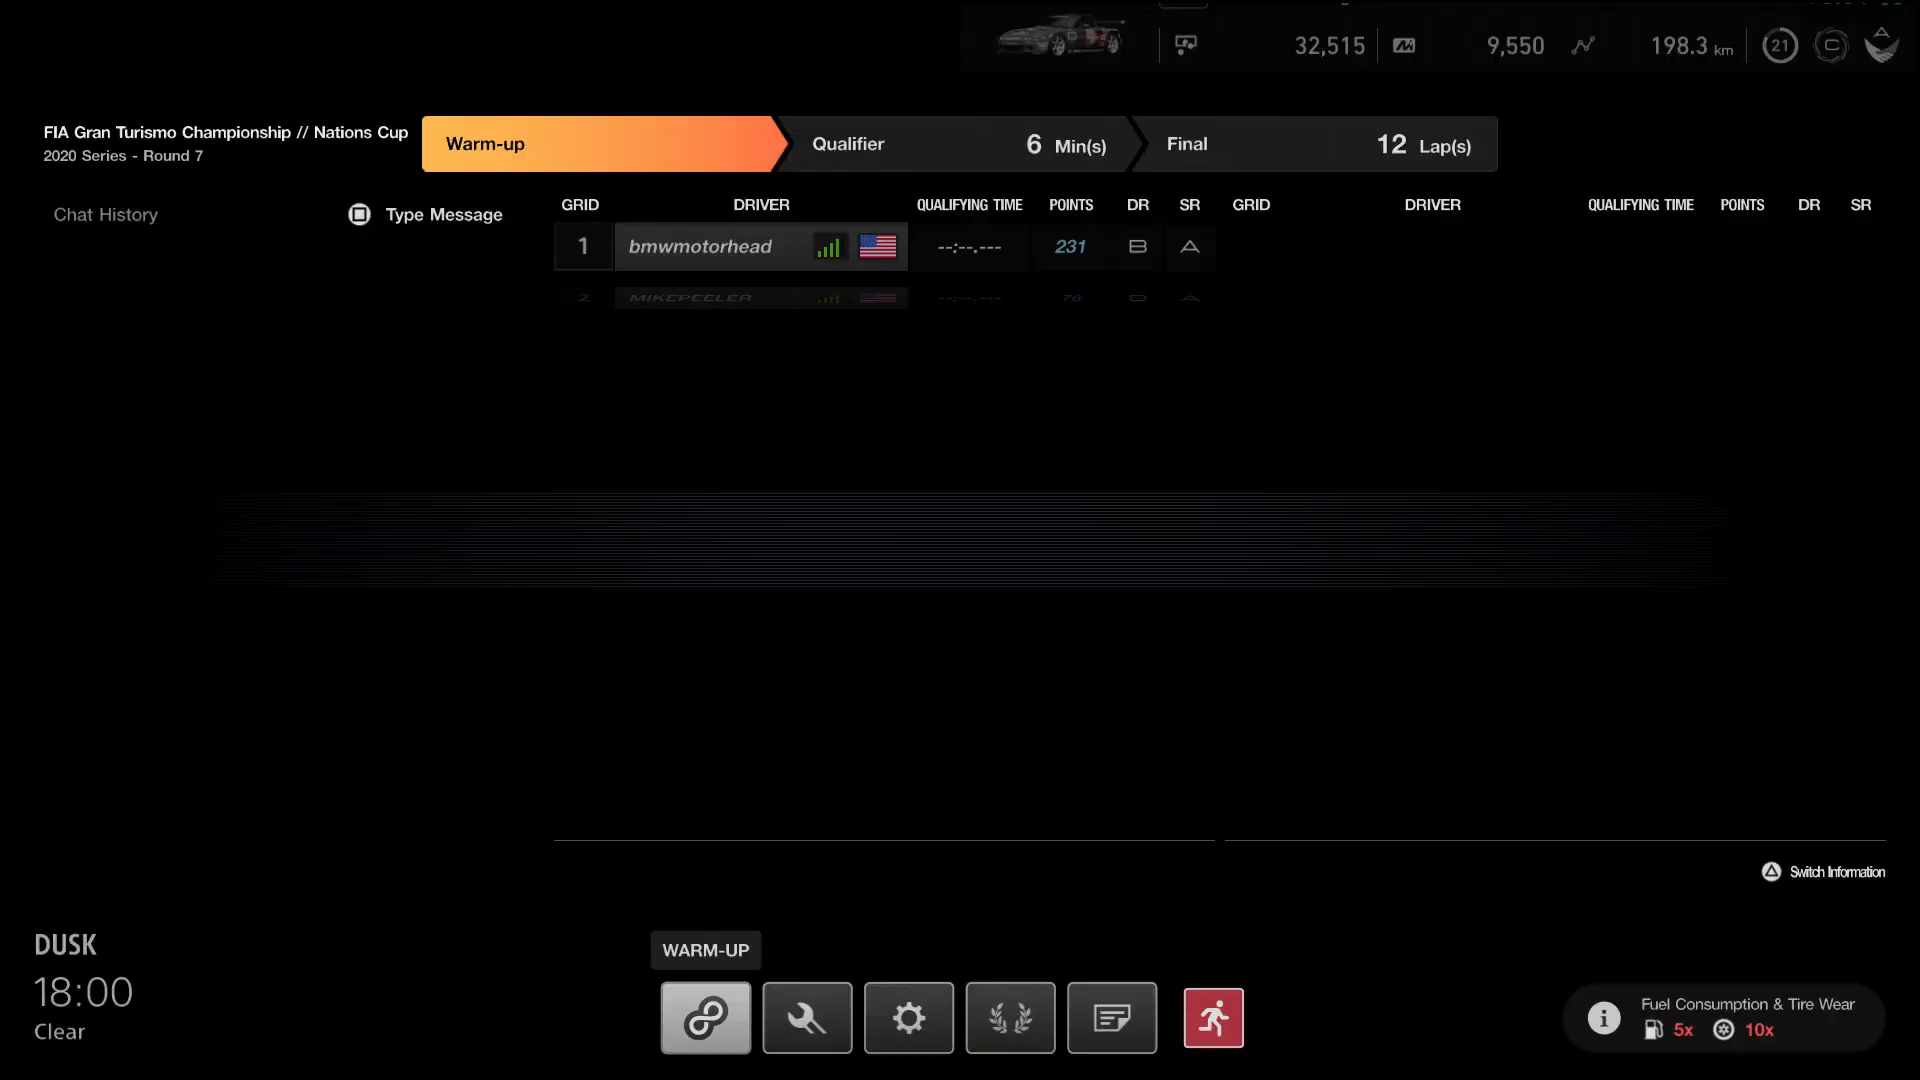 32,515 9,550 198.3 km 21 C A
FIA Gran Turismo Championship // Nations Cup
2020 Series - Round 7
Warm-up Qualifier 6 Min(s) Final 12 Lap(s)
Chat History Type Message
GRID DRIVER QUALIFYING TIME POINTS DR SR GRID DRIVER QUALIFYING TIME POINTS DR SR
1 bmwmotorhead --:--.--- 231 B A
2 MIKEPEELER --:--.--- 76 B A
Switch Information
DUSK
18:00
Clear
WARM-UP
Fuel Consumption & Tire Wear
5x 10x